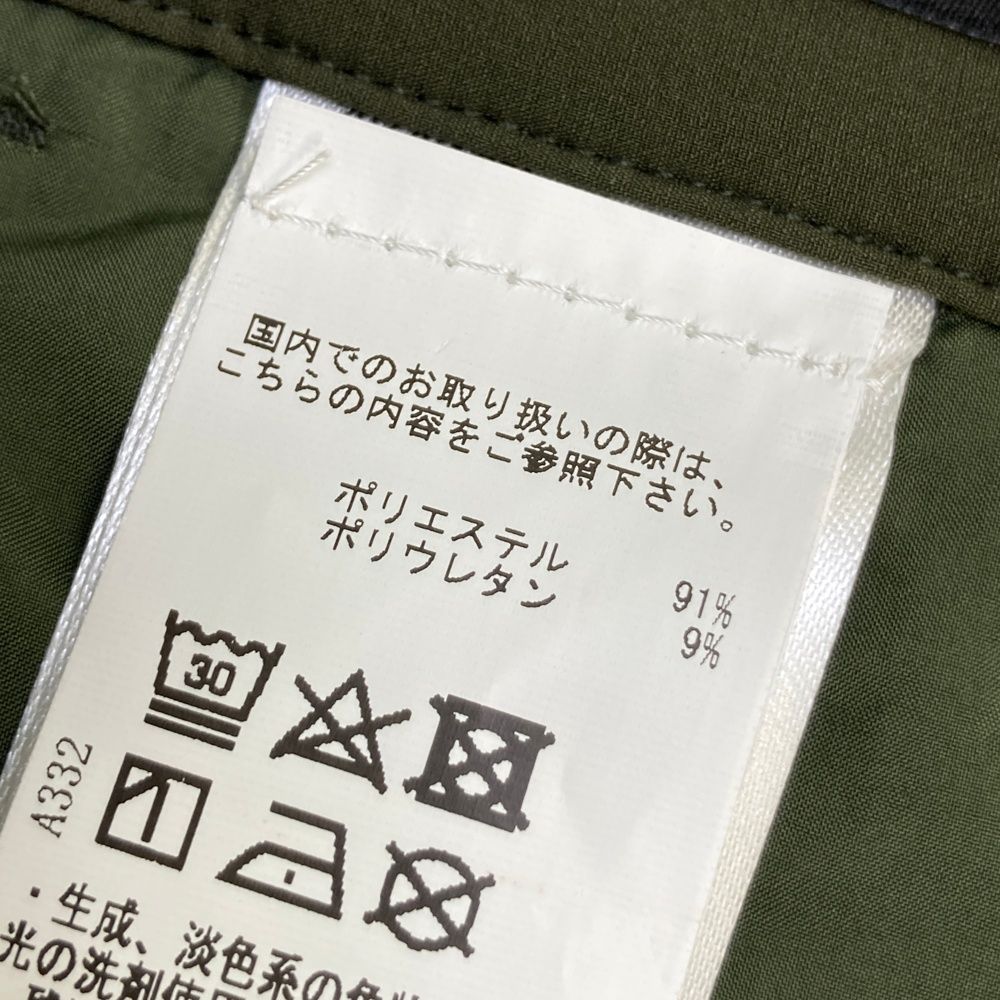 国内でのお取り扱いの際は、
こちらの内容をご参照下さい。
ポリエステル 91%
ポリウレタン 9%
30
A332
・生成、淡色系の
光の洗剤使用